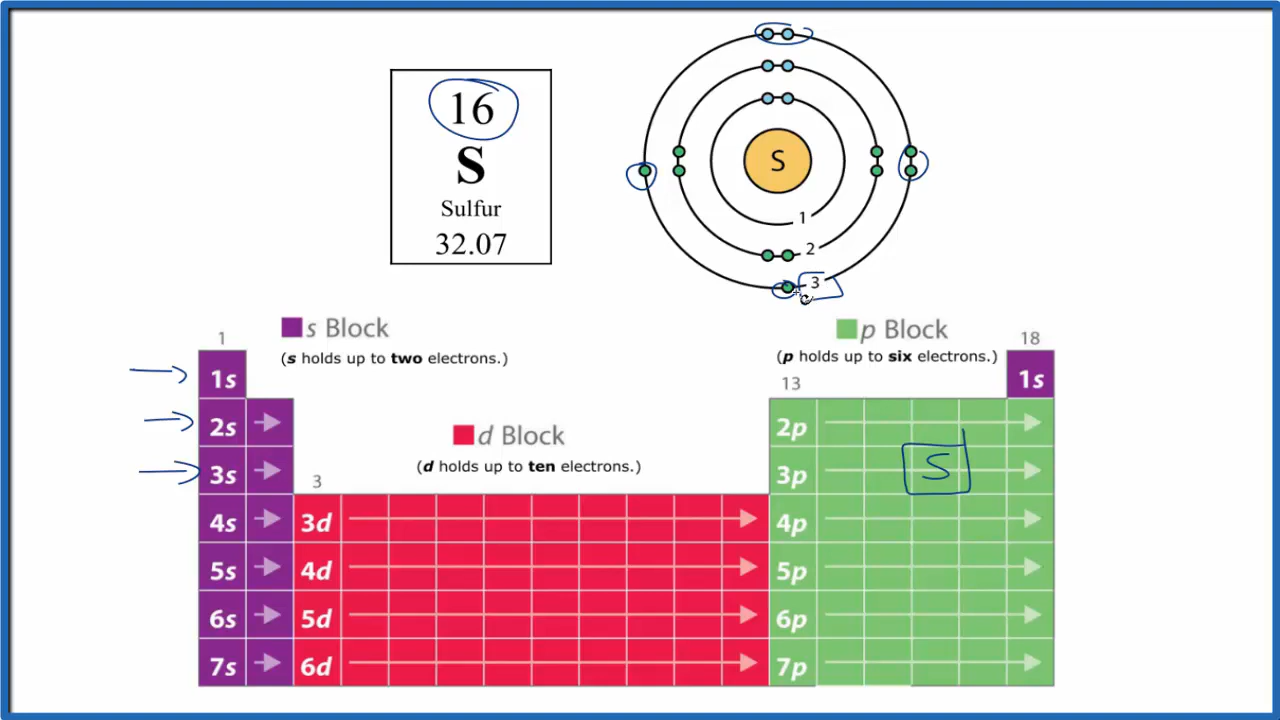 16
S
Sulfur
32.07
S
1
2
3
1
s Block
(s holds up to two electrons.)
p Block
(p holds up to six electrons.)
18
13
1s
1s
2s
2p
d Block
(d holds up to ten electrons.)
3s
3
3p
S
4s
3d
4p
5s
4d
5p
6s
5d
6p
7s
6d
7p